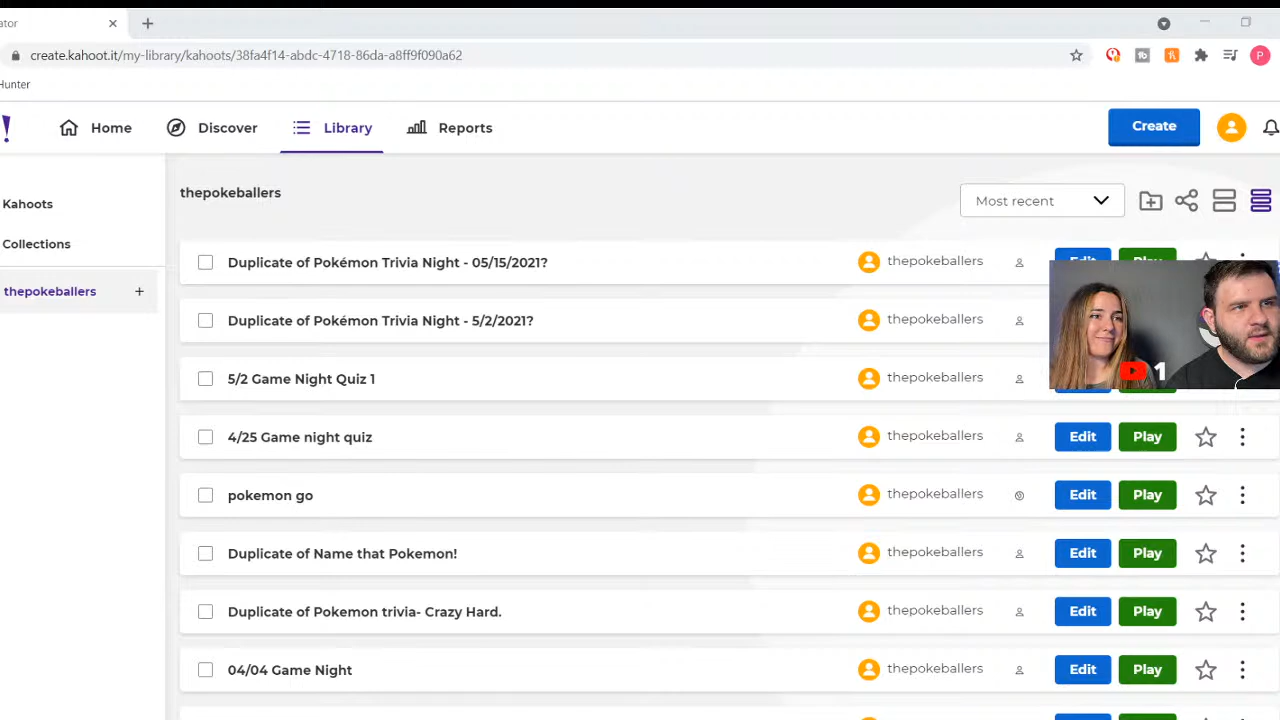 ator
create.kahoot.it/my-library/kahoots/38fa4f14-abdc-4718-86da-a8ff9f090a62
P
Hunter
! Home Discover Library Reports Create
thepokeballers Most recent
Kahoots
Collections
thepokeballers +
Duplicate of Pokémon Trivia Night - 05/15/2021? thepokeballers Edit Play
Duplicate of Pokémon Trivia Night - 5/2/2021? thepokeballers
5/2 Game Night Quiz 1 thepokeballers
1
4/25 Game night quiz thepokeballers Edit Play
pokemon go thepokeballers Edit Play
Duplicate of Name that Pokemon! thepokeballers Edit Play
Duplicate of Pokemon trivia- Crazy Hard. thepokeballers Edit Play
04/04 Game Night thepokeballers Edit Play